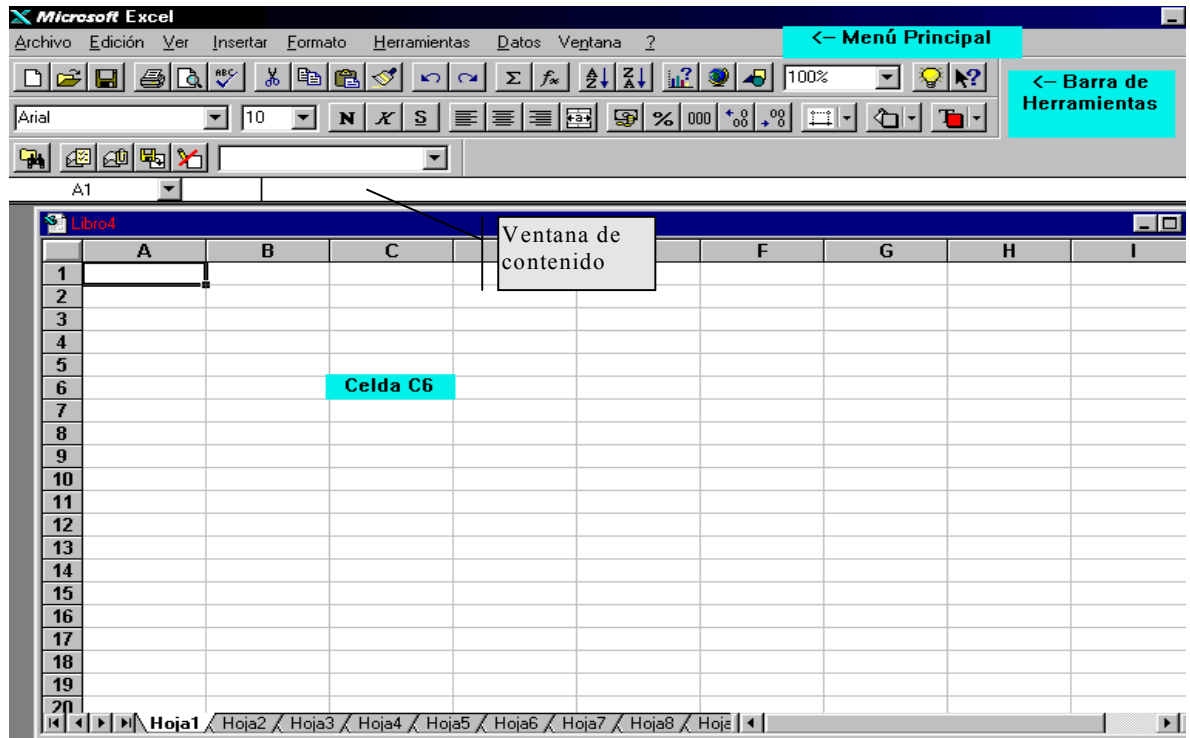 Microsoft Excel
Archivo Edición Ver Insertar Formato Herramientas Datos Ventana ?
<– Menú Principal
ABC Σ fx A Z Z A ? 100% ?
<– Barra de
Herramientas
Arial 10 N K S a % 000
A1
Libro4
Ventana de
contenido
A B C F G H I
1
2
3
4
5
6 Celda C6
7
8
9
10
11
12
13
14
15
16
17
18
19
20
Hoja1 Hoja2 Hoja3 Hoja4 Hoja5 Hoja6 Hoja7 Hoja8